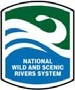 NATIONAL
WILD AND SCENIC
RIVERS SYSTEM